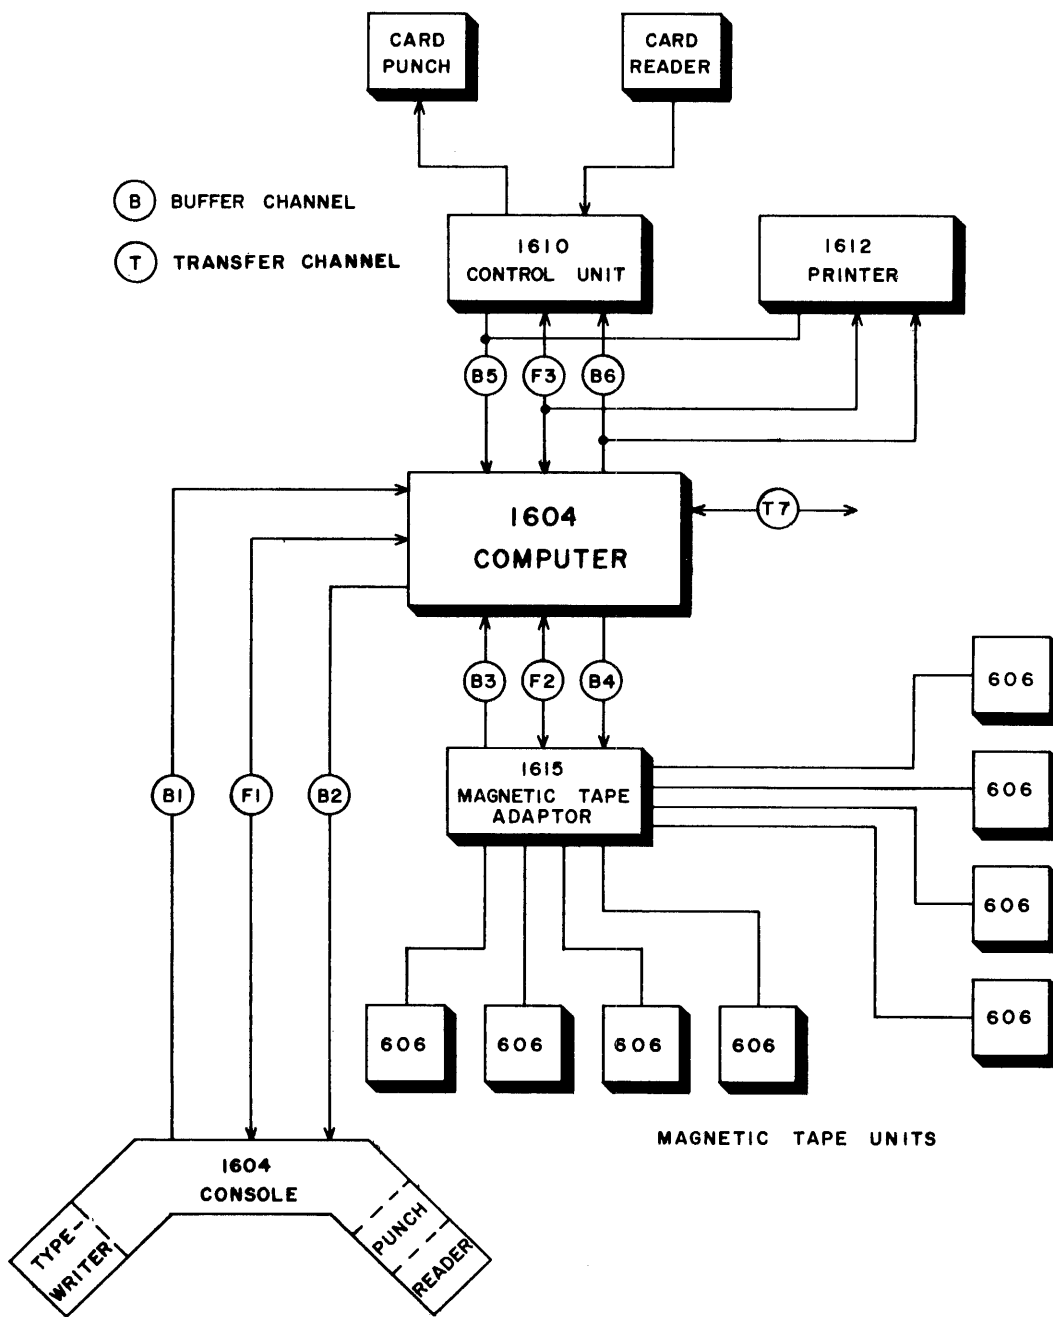 CARD
PUNCH
CARD
READER
B BUFFER CHANNEL
T TRANSFER CHANNEL
1610
CONTROL UNIT
1612
PRINTER
B5
F3
B6
1604
COMPUTER
T7
B3
F2
B4
606
1615
MAGNETIC TAPE
ADAPTOR
B1
F1
B2
606
606
606
606
606
606
606
MAGNETIC TAPE UNITS
1604
CONSOLE
TYPE-
WRITER
PUNCH
READER